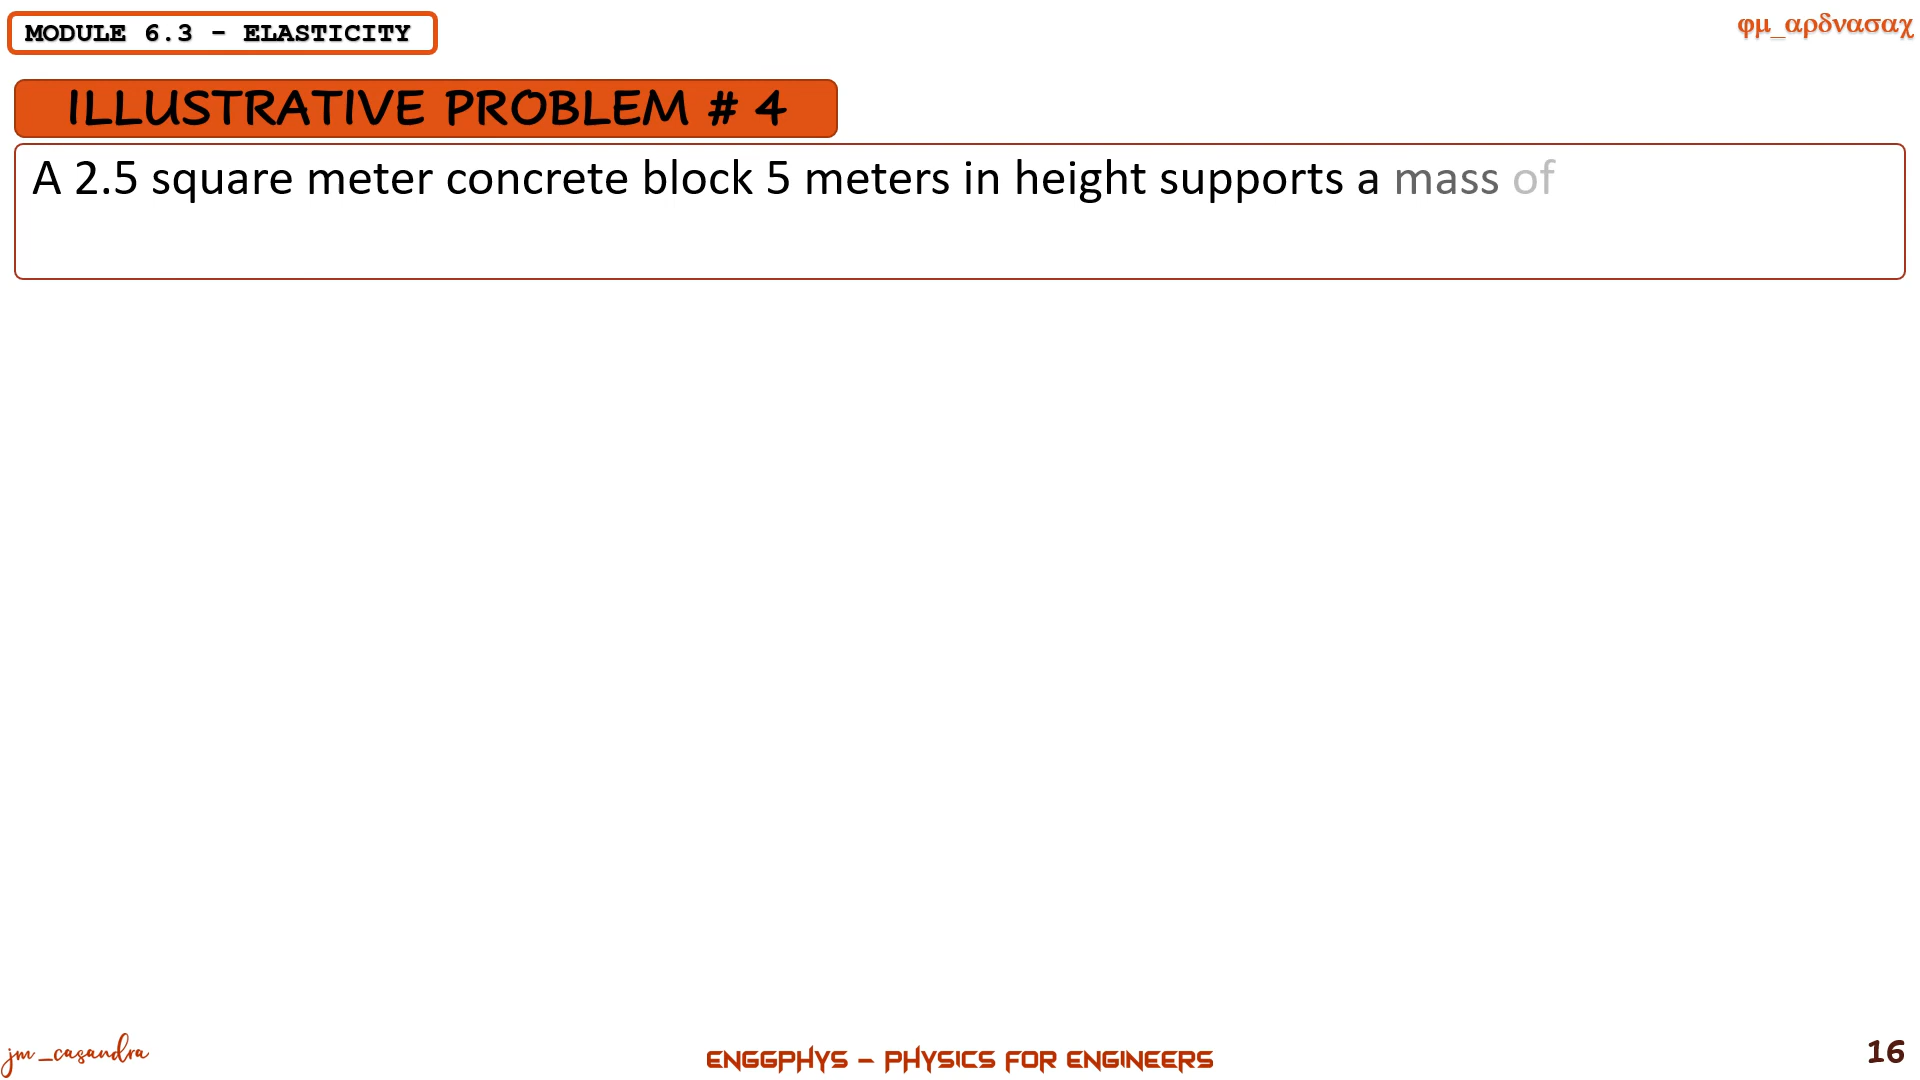 MODULE 6.3 - ELASTICITY
φμ_αρδνασαχ
ILLUSTRATIVE PROBLEM # 4
A 2.5 square meter concrete block 5 meters in height supports a mass of
jm_casandra
ENGGPHYS - PHYSICS FOR ENGINEERS
16